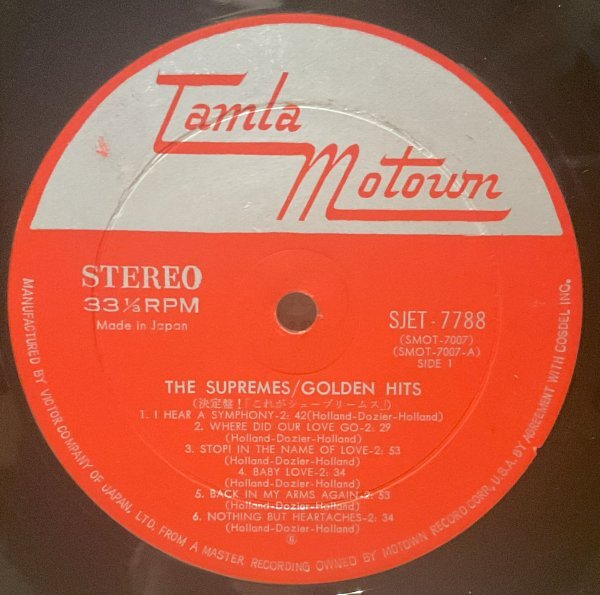 Tamla
Motown
STEREO
33⅓RPM
Made in Japan
SJET-7788
(SMOT-7007)
(SMOT-7007-A)
SIDE 1
THE SUPREMES/GOLDEN HITS
(決定盤!「これがシュープリームス」)
1. I HEAR A SYMPHONY-2: 42(Holland-Dozier-Holland)
2. WHERE DID OUR LOVE GO-2: 29
(Holland-Dozier-Holland)
3. STOP! IN THE NAME OF LOVE-2: 53
(Holland-Dozier-Holland)
4. BABY LOVE-2: 34
(Holland-Dozier-Holland)
5. BACK IN MY ARMS AGAIN-2: 53
(Holland-Dozier-Holland)
6. NOTHING BUT HEARTACHES-2: 34
(Holland-Dozier-Holland)
MANUFACTURED BY VICTOR COMPANY OF JAPAN, LTD. FROM A MASTER RECORDING OWNED BY MOTOWN RECORD CORP., U.S.A. BY AGREEMENT WITH COSDEL INC.